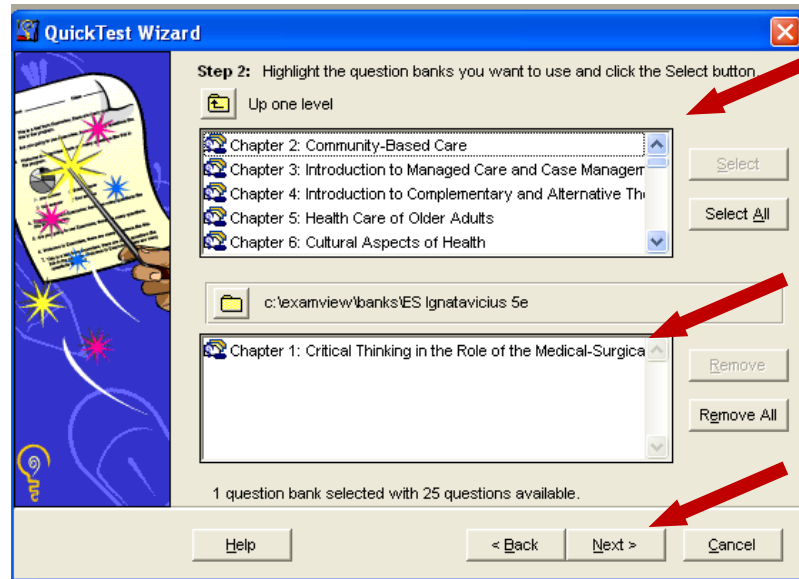 QuickTest Wizard
Step 2: Highlight the question banks you want to use and click the Select button.
Up one level
Chapter 2: Community-Based Care
Chapter 3: Introduction to Managed Care and Case Managem
Chapter 4: Introduction to Complementary and Alternative The
Chapter 5: Health Care of Older Adults
Chapter 6: Cultural Aspects of Health
Select
Select All
c:\examview\banks\ES Ignatavicius 5e
Chapter 1: Critical Thinking in the Role of the Medical-Surgica
Remove
Remove All
1 question bank selected with 25 questions available.
Help
< Back
Next >
Cancel